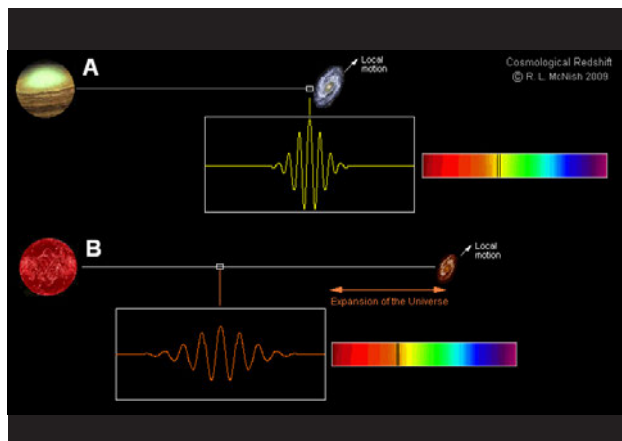 A
Local
motion
Cosmological Redshift
© R. L. McNish 2009
B
Local
motion
Expansion of the Universe